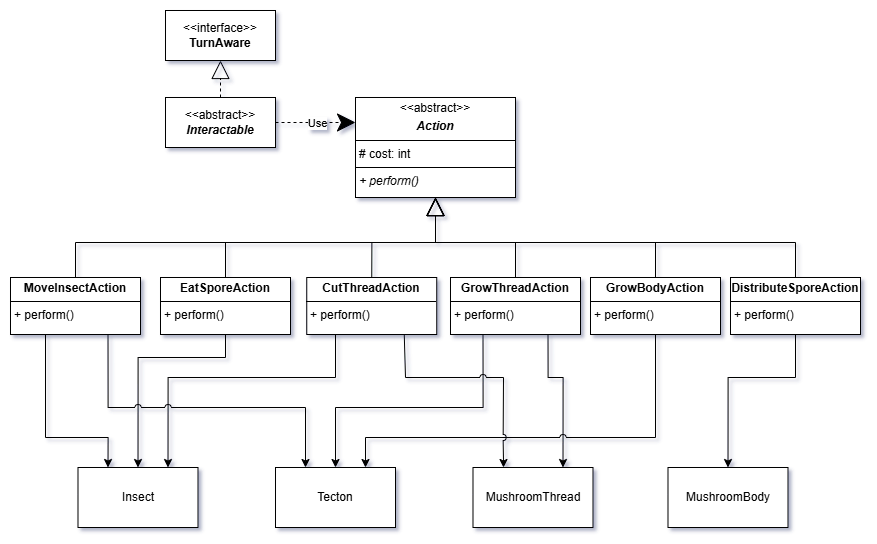 <<interface>>
TurnAware
<<abstract>>
Interactable
Use
<<abstract>>
Action
# cost: int
+ perform()
MoveInsectAction
+ perform()
EatSporeAction
+ perform()
CutThreadAction
+ perform()
GrowThreadAction
+ perform()
GrowBodyAction
+ perform()
DistributeSporeAction
+ perform()
Insect
Tecton
MushroomThread
MushroomBody